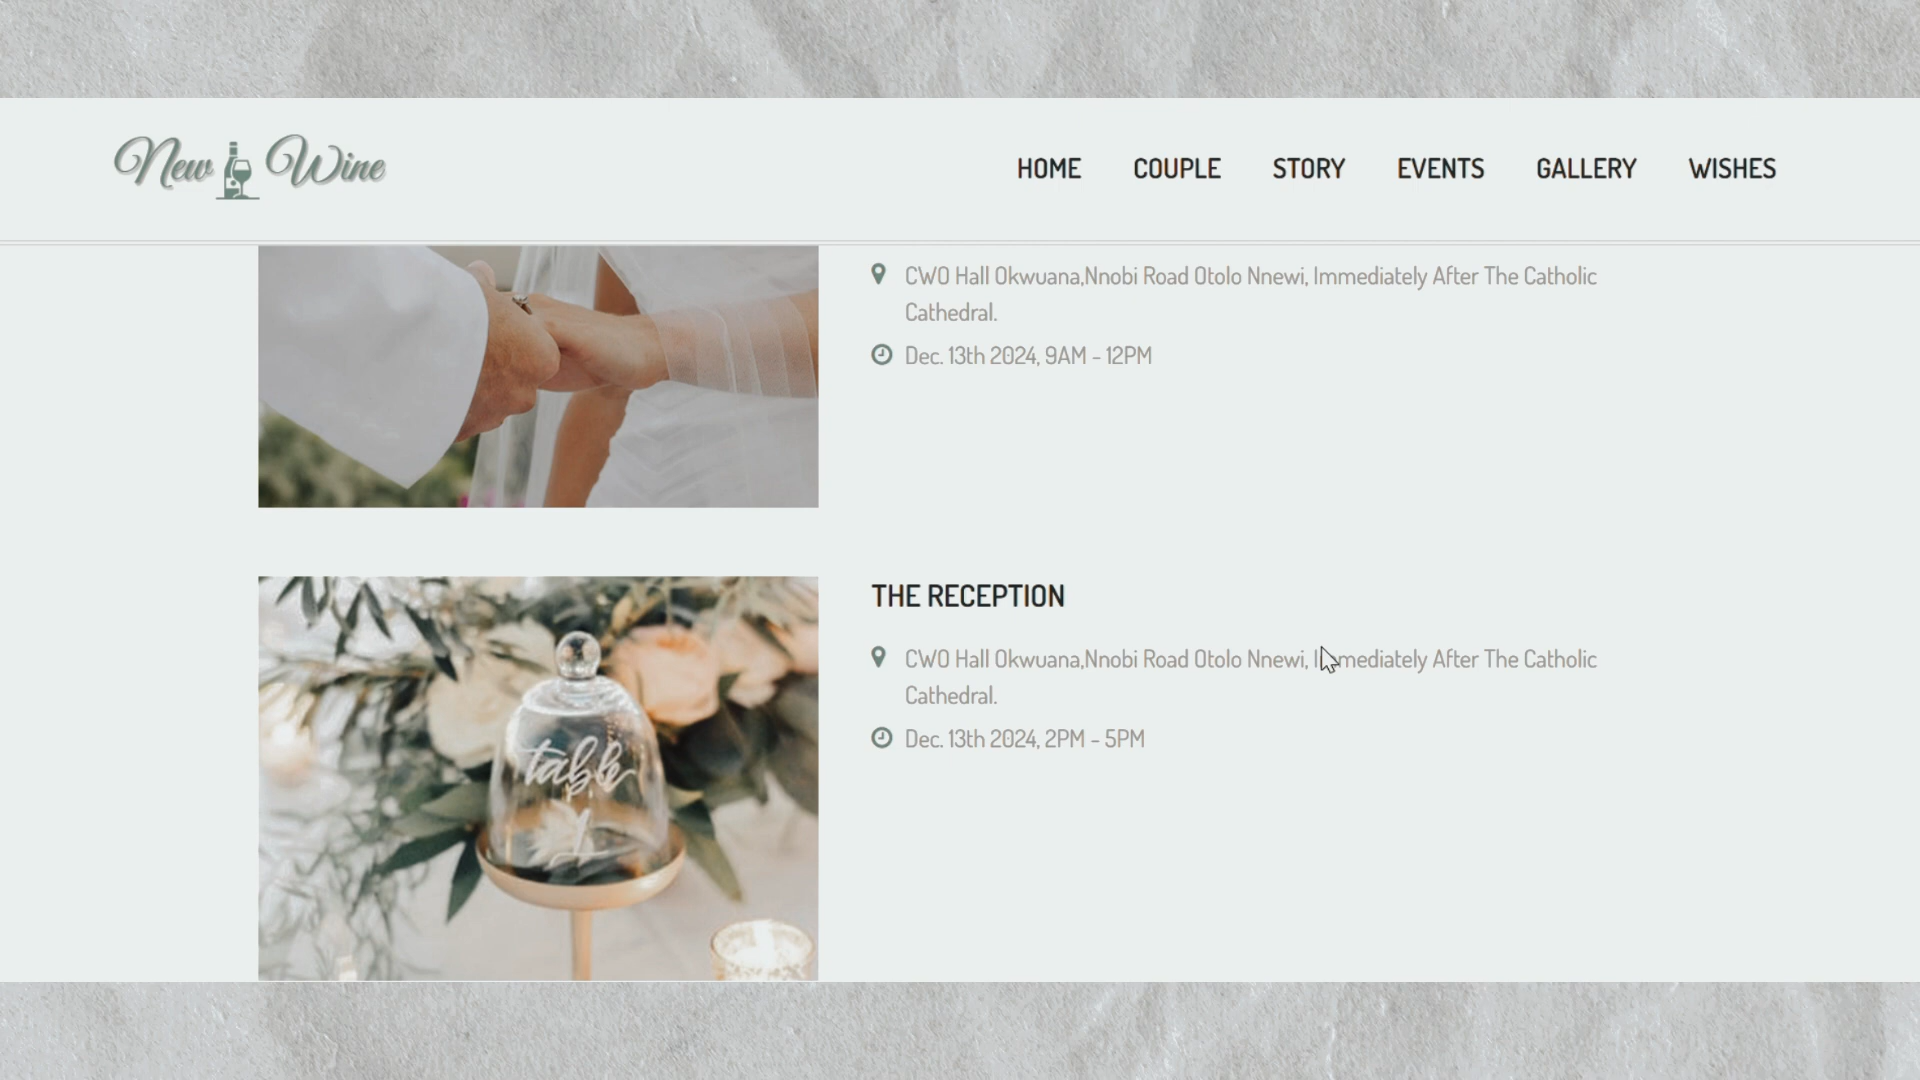 New Wine
HOME COUPLE STORY EVENTS GALLERY WISHES
CWO Hall Okwuana,Nnobi Road Otolo Nnewi, Immediately After The Catholic
Cathedral.
Dec. 13th 2024, 9AM - 12PM
THE RECEPTION
CWO Hall Okwuana,Nnobi Road Otolo Nnewi, Immediately After The Catholic
Cathedral.
Dec. 13th 2024, 2PM - 5PM
table
1